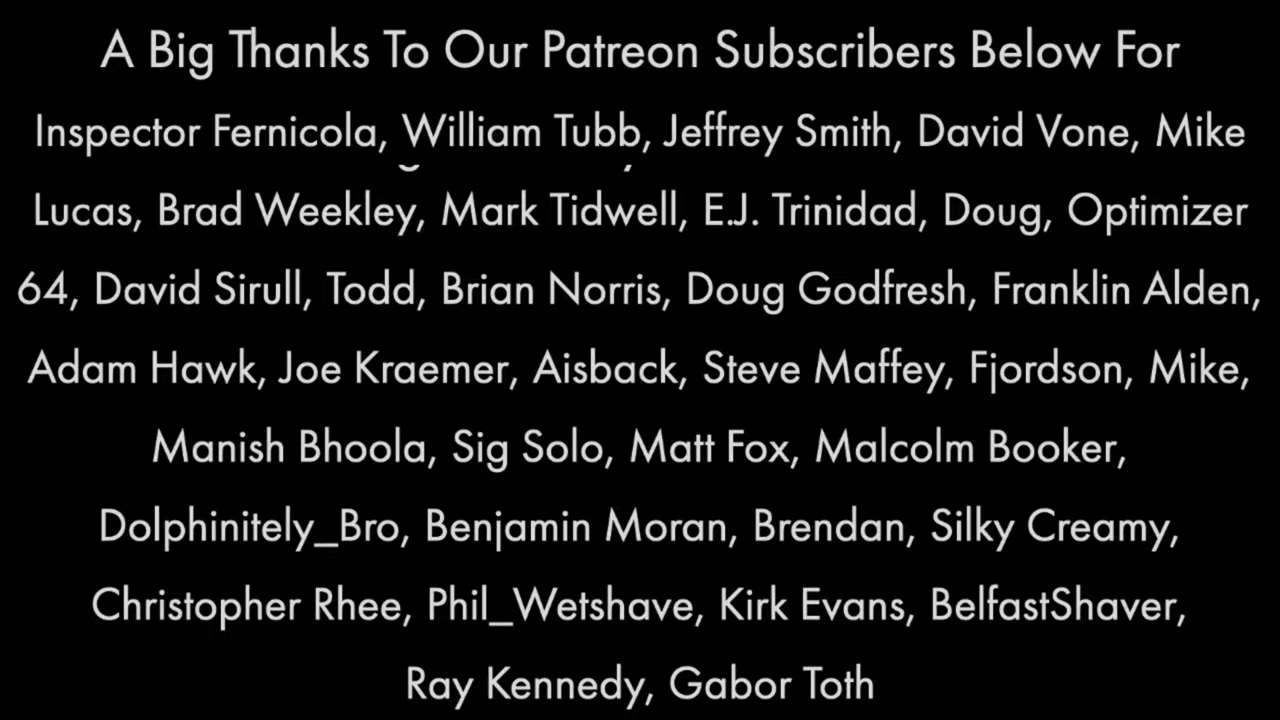 A Big Thanks To Our Patreon Subscribers Below For
Inspector Fernicola, William Tubb, Jeffrey Smith, David Vone, Mike
Lucas, Brad Weekley, Mark Tidwell, E.J. Trinidad, Doug, Optimizer
64, David Sirull, Todd, Brian Norris, Doug Godfresh, Franklin Alden,
Adam Hawk, Joe Kraemer, Aisback, Steve Maffey, Fjordson, Mike,
Manish Bhoola, Sig Solo, Matt Fox, Malcolm Booker,
Dolphinitely_Bro, Benjamin Moran, Brendan, Silky Creamy,
Christopher Rhee, Phil_Wetshave, Kirk Evans, BelfastShaver,
Ray Kennedy, Gabor Toth